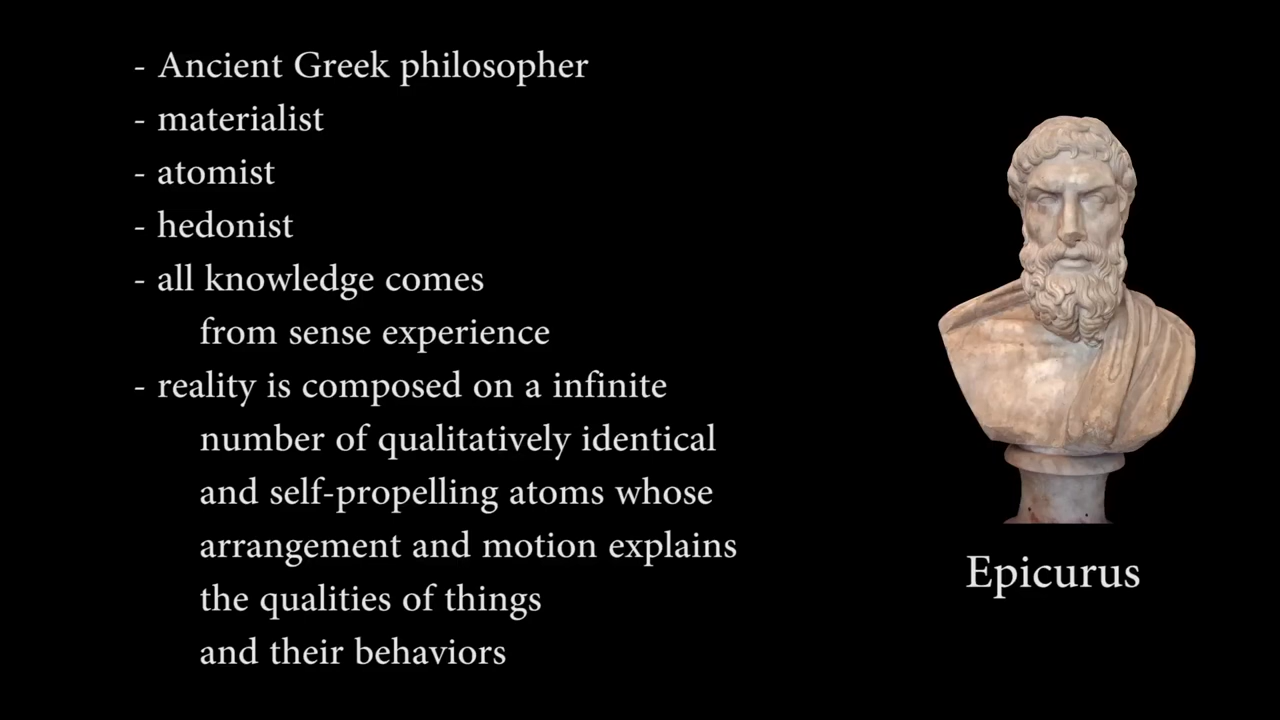 - Ancient Greek philosopher
- materialist
- atomist
- hedonist
- all knowledge comes
from sense experience
- reality is composed on a infinite
number of qualitatively identical
and self-propelling atoms whose
arrangement and motion explains
the qualities of things
and their behaviors
Epicurus